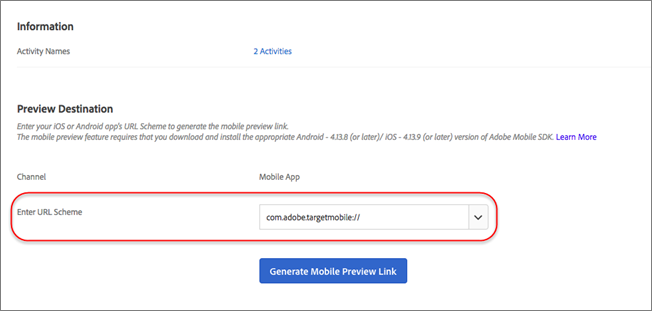 Information
Activity Names 2 Activities
Preview Destination
Enter your iOS or Android app's URL Scheme to generate the mobile preview link.
The mobile preview feature requires that you download and install the appropriate Android - 4.13.8 (or later)/ iOS - 4.13.9 (or later) version of Adobe Mobile SDK. Learn More
Channel Mobile App
Enter URL Scheme com.adobe.targetmobile://
Generate Mobile Preview Link